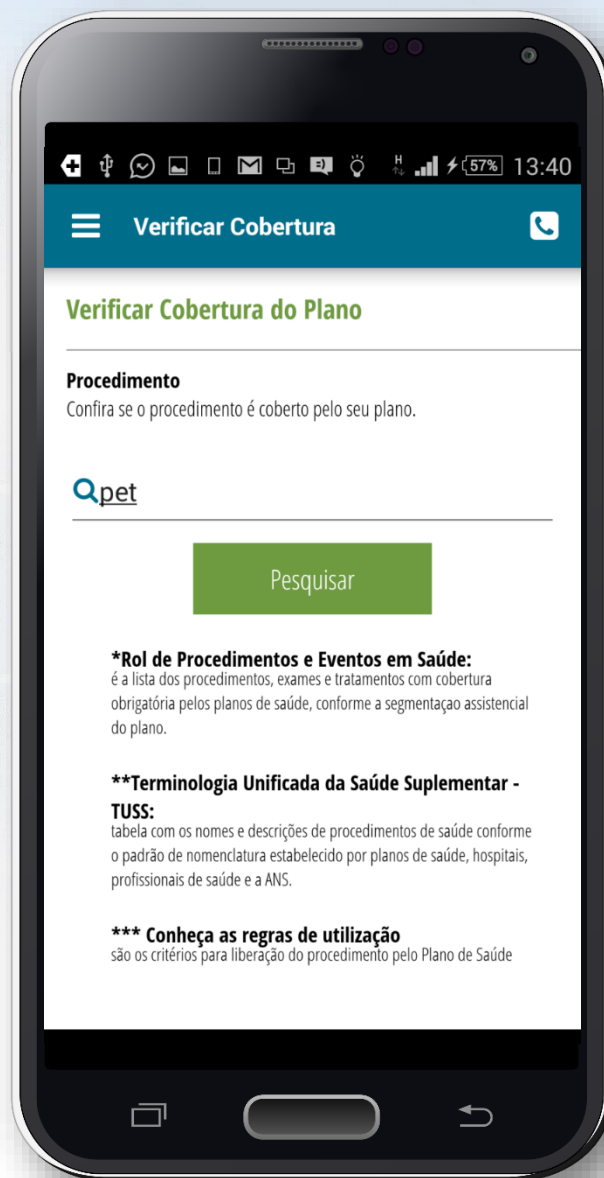 57% 13:40
Verificar Cobertura
Verificar Cobertura do Plano
Procedimento
Confira se o procedimento é coberto pelo seu plano.
pet
Pesquisar
*Rol de Procedimentos e Eventos em Saúde:
é a lista dos procedimentos, exames e tratamentos com cobertura
obrigatória pelos planos de saúde, conforme a segmentaçao assistencial
do plano.
**Terminologia Unificada da Saúde Suplementar -
TUSS:
tabela com os nomes e descrições de procedimentos de saúde conforme
o padrão de nomenclatura estabelecido por planos de saúde, hospitais,
profissionais de saúde e a ANS.
*** Conheça as regras de utilização
são os critérios para liberação do procedimento pelo Plano de Saúde